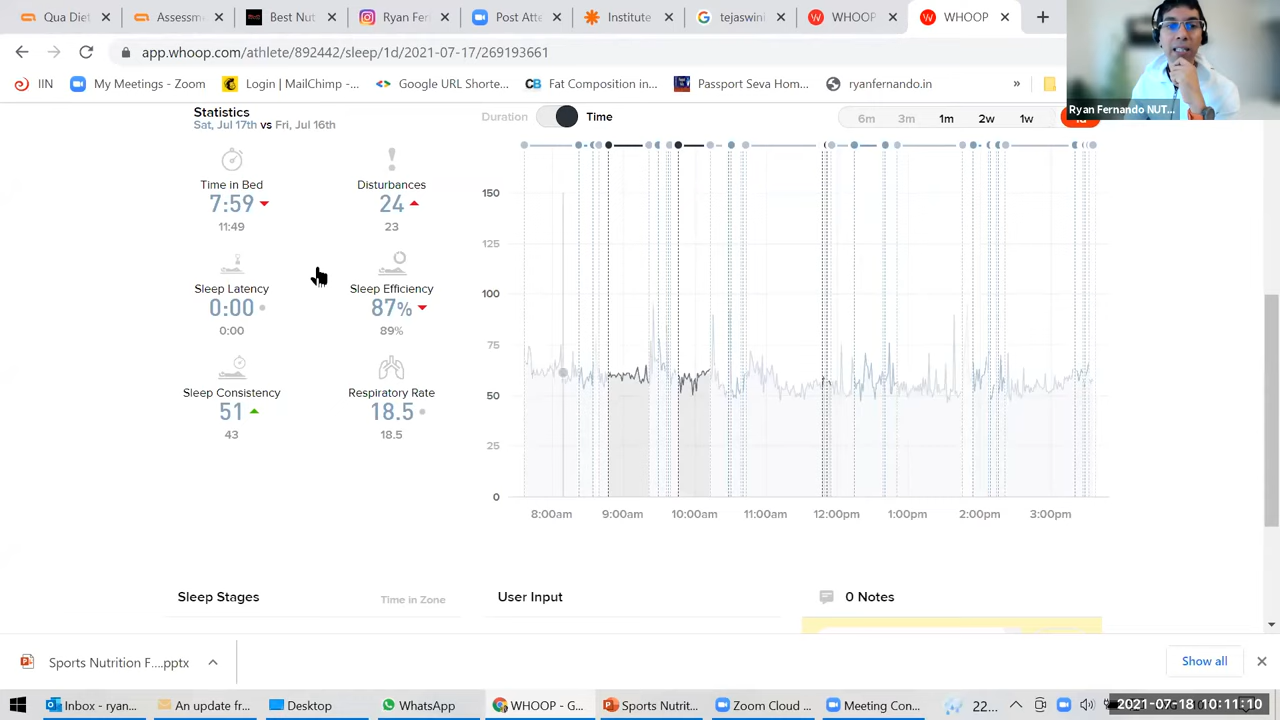 Qua Diet
Assessm
Best Nut
Ryan Fe
Post Atte
Institute
tejaswin
WHOOP
WHOOP
app.whoop.com/athlete/892442/sleep/1d/2021-07-17/269193661
IIN
My Meetings - Zoom
Login | MailChimp -...
Google URL Shorte...
Fat Composition in...
Passport Seva Hom...
ryanfernando.in
»
Ryan Fernando NUT...
Statistics
Sat, Jul 17th vs Fri, Jul 16th
Duration
Time
6m
3m
1m
2w
1w
1d
Time in Bed
7:59
11:49
Disturbances
24
23
Sleep Latency
0:00
0:00
Sleep Efficiency
87%
89%
Sleep Consistency
51
43
Respiratory Rate
18.5
18.5
150
125
100
75
50
25
0
8:00am
9:00am
10:00am
11:00am
12:00pm
1:00pm
2:00pm
3:00pm
Sleep Stages
Time in Zone
User Input
0 Notes
Sports Nutrition F....pptx
Show all
Inbox - ryan
An update fr...
Desktop
WhatsApp
WHOOP - G...
Sports Nutrit...
Zoom Cloud ...
Meeting Con...
22...
2021-07-18 10:11:10